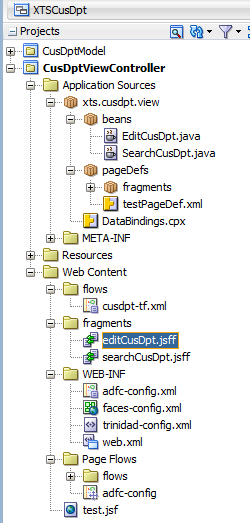 XTSCusDpt
Projects
CusDptModel
CusDptViewController
Application Sources
xts.cusdpt.view
beans
EditCusDpt.java
SearchCusDpt.java
pageDefs
fragments
testPageDef.xml
DataBindings.cpx
META-INF
Resources
Web Content
flows
cusdpt-tf.xml
fragments
editCusDpt.jsff
searchCusDpt.jsff
WEB-INF
adfc-config.xml
faces-config.xml
trinidad-config.xml
web.xml
Page Flows
flows
adfc-config
test.jsf